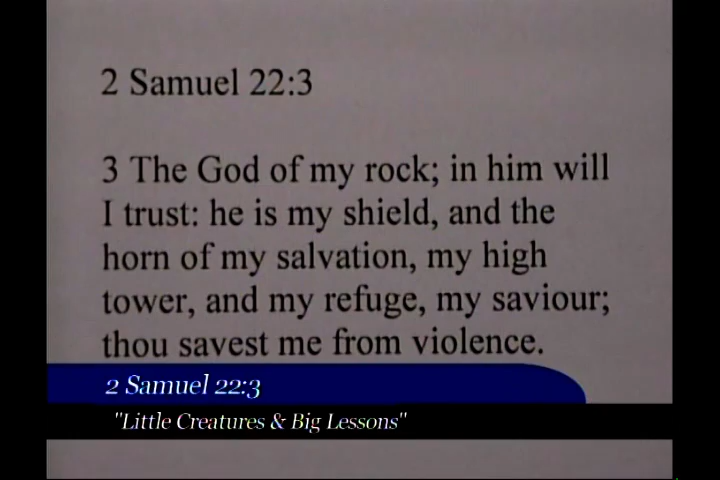 2 Samuel 22:3
3 The God of my rock; in him will
I trust: he is my shield, and the
horn of my salvation, my high
tower, and my refuge, my saviour;
thou savest me from violence.
2 Samuel 22:3
"Little Creatures & Big Lessons"